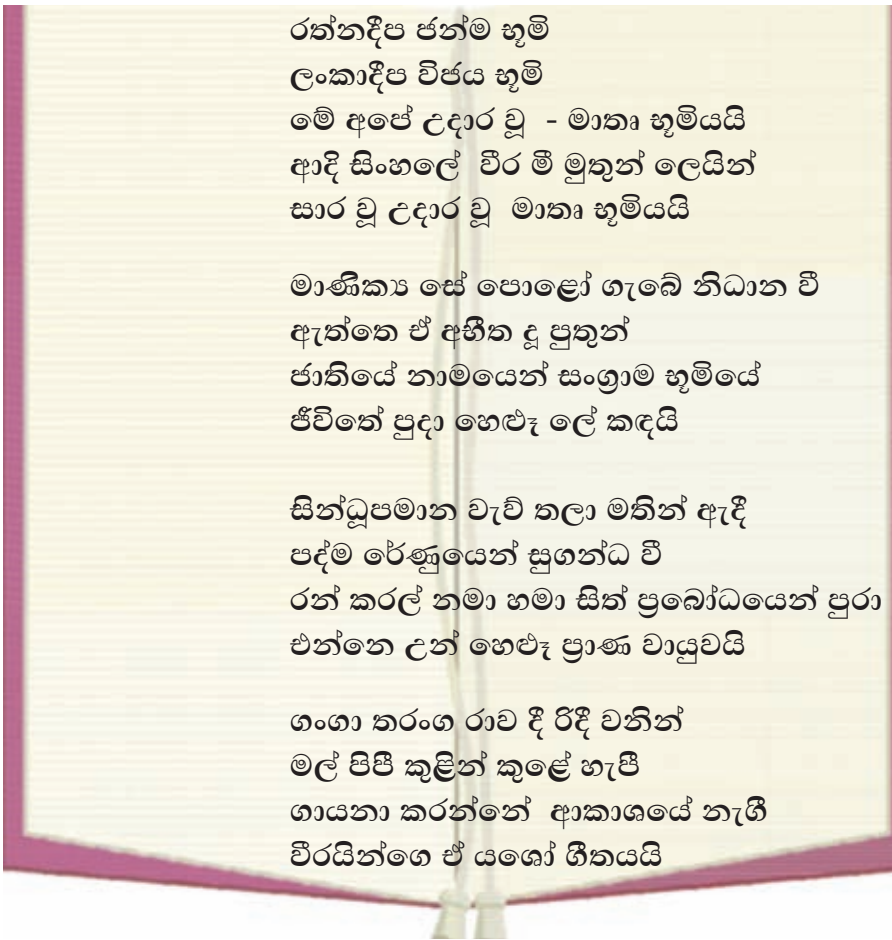 රත්නදීප ජන්ම භූමි
ලංකාදීප විජය භූමි
මේ අපේ උදාර වූ - මාතෘ භූමියයි
ආදි සිංහලේ වීර මී මුතුන් ලෙයින්
සාර වූ උදාර වූ මාතෘ භූමියයි
මාණික්‍ය සේ පොළෝ ගැබේ නිධාන වී
ඇත්තෙ ඒ අභීත දූ පුතුන්
ජාතියේ නාමයෙන් සංග්‍රාම භූමියේ
ජීවිතේ පුදා හෙළූ ලේ කඳයි
සින්ධූපමාන වැව් තලා මතින් ඇදී
පද්ම රේණුයෙන් සුගන්ධ වී
රන් කරල් නමා හමා සිත් ප්‍රබෝධයෙන් පුරා
එන්නෙ උන් හෙළූ ප්‍රාණ වායුවයි
ගංගා තරංග රාව දී රිදී වනින්
මල් පිපී කුළින් කුළේ හැපී
ගායනා කරන්නේ ආකාශයේ නැගී
වීරයින්ගෙ ඒ යශෝ ගීතයයි